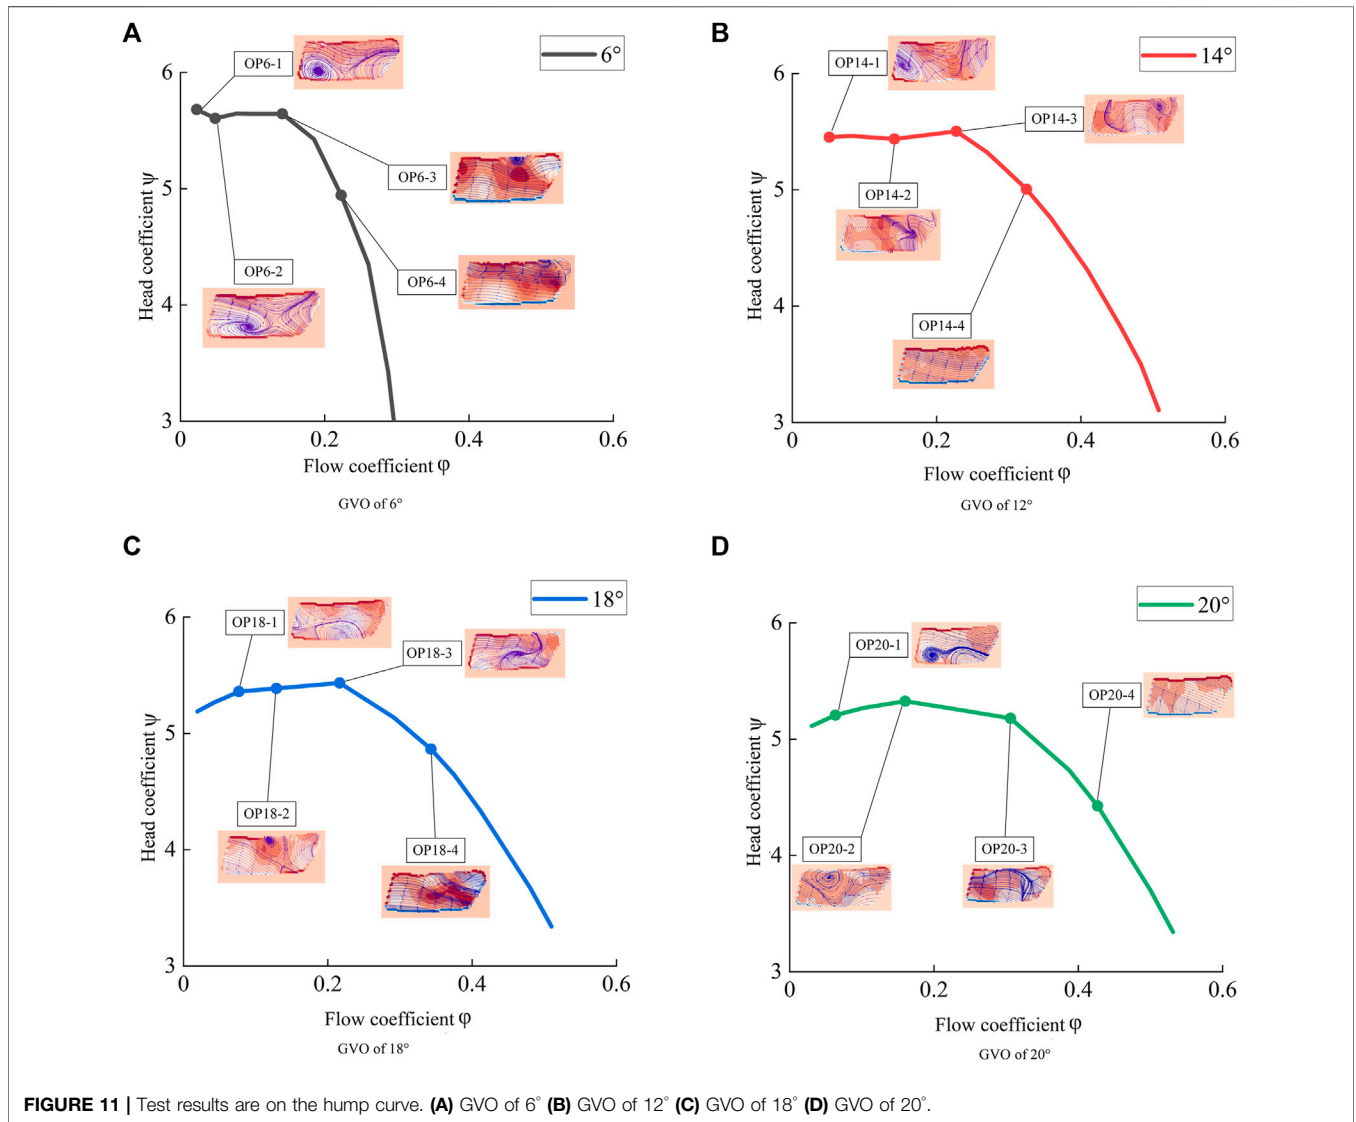 A
6°
OP6-1
6
5
4
3
0
0.2
0.4
0.6
OP6-3
OP6-2
OP6-4
Head coefficient ψ
Flow coefficient φ
GVO of 6°
B
14°
OP14-1
OP14-3
OP14-2
OP14-4
6
5
4
3
0
0.2
0.4
0.6
Head coefficient ψ
Flow coefficient φ
GVO of 12°
C
18°
OP18-1
OP18-3
OP18-2
OP18-4
6
5
4
3
0
0.2
0.4
0.6
Head coefficient ψ
Flow coefficient φ
GVO of 18°
D
20°
OP20-1
OP20-4
OP20-2
OP20-3
6
5
4
3
0
0.2
0.4
0.6
Head coefficient ψ
Flow coefficient φ
GVO of 20°
FIGURE 11 | Test results are on the hump curve. (A) GVO of 6° (B) GVO of 12° (C) GVO of 18° (D) GVO of 20°.